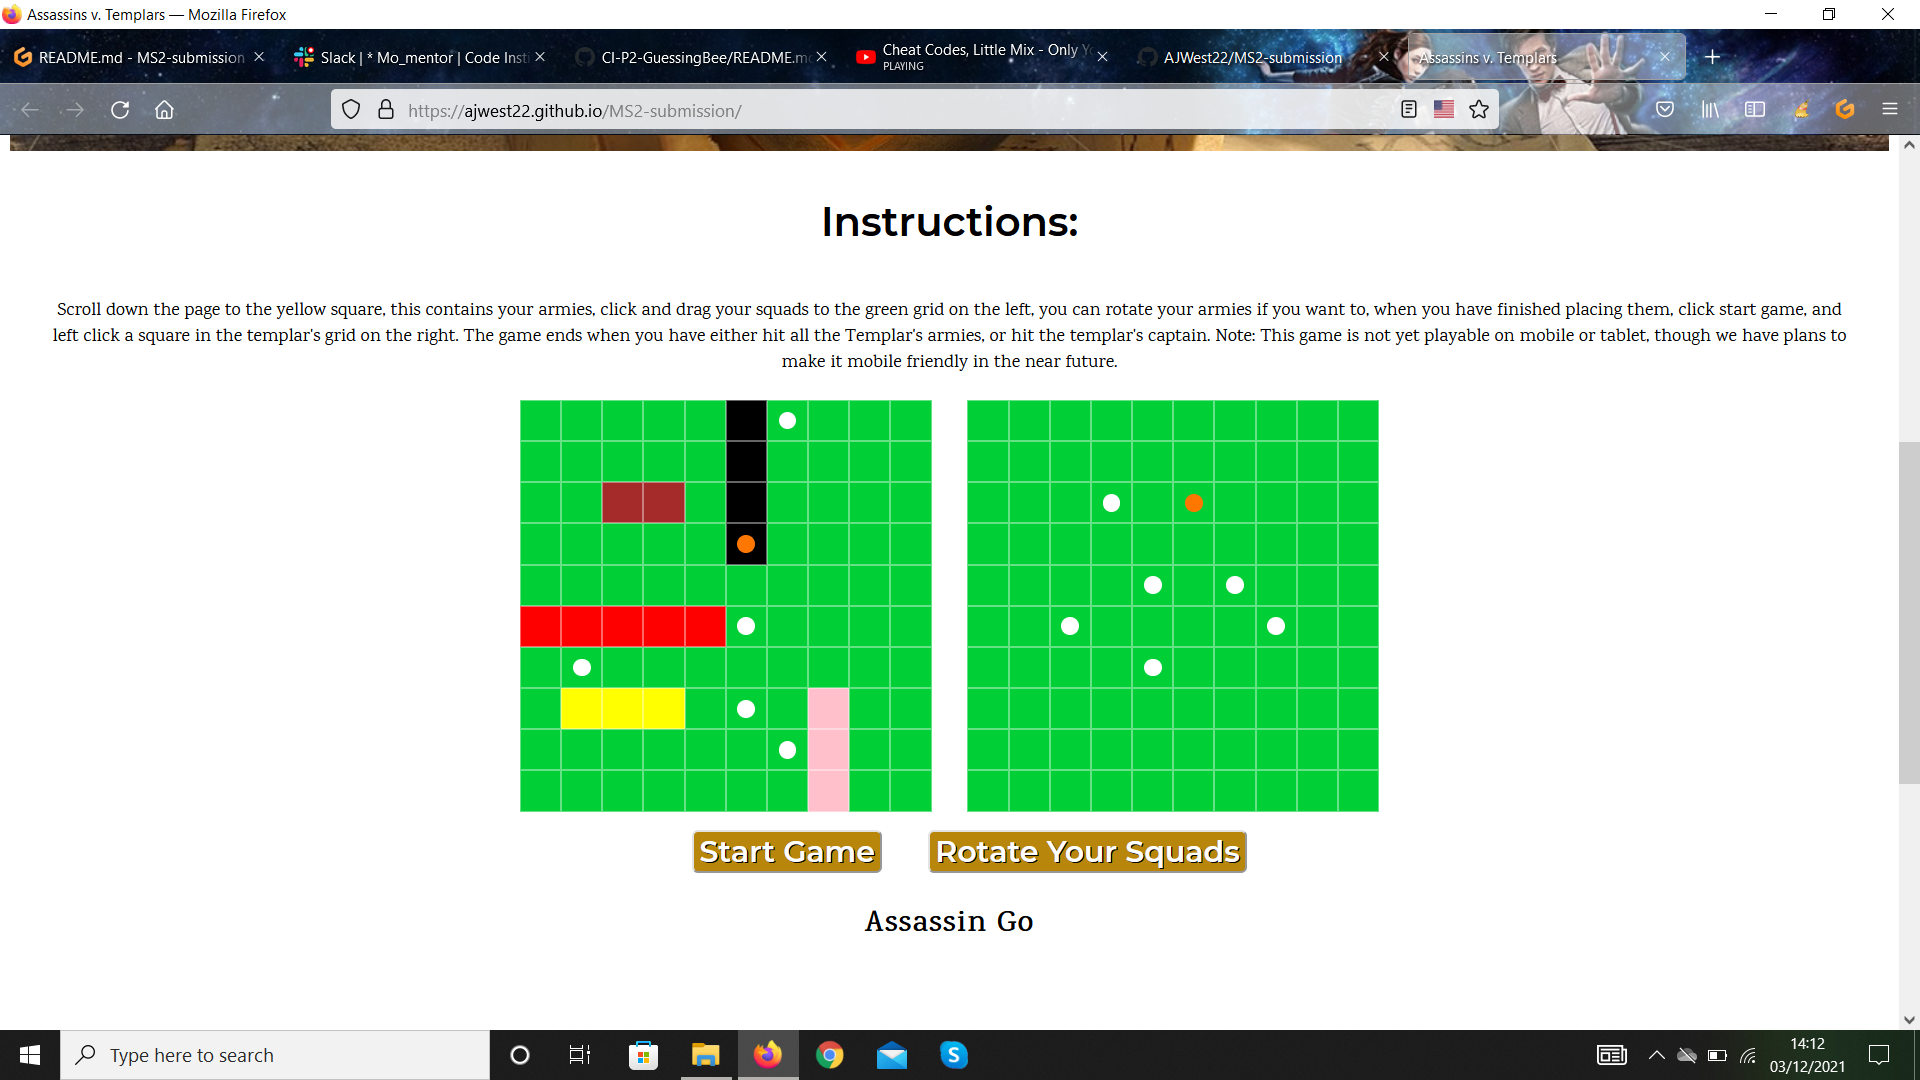 Assassins v. Templars — Mozilla Firefox
README.md - MS2-submission
Slack | * Mo_mentor | Code Insti
CI-P2-GuessingBee/README.md
Cheat Codes, Little Mix - Only Yo
PLAYING
AJWest22/MS2-submission
Assassins v. Templars
https://ajwest22.github.io/MS2-submission/
Instructions:
Scroll down the page to the yellow square, this contains your armies, click and drag your squads to the green grid on the left, you can rotate your armies if you want to, when you have finished placing them, click start game, and
left click a square in the templar's grid on the right. The game ends when you have either hit all the Templar's armies, or hit the templar's captain. Note: This game is not yet playable on mobile or tablet, though we have plans to
make it mobile friendly in the near future.
Start Game
Rotate Your Squads
Assassin Go
Type here to search
14:12
03/12/2021